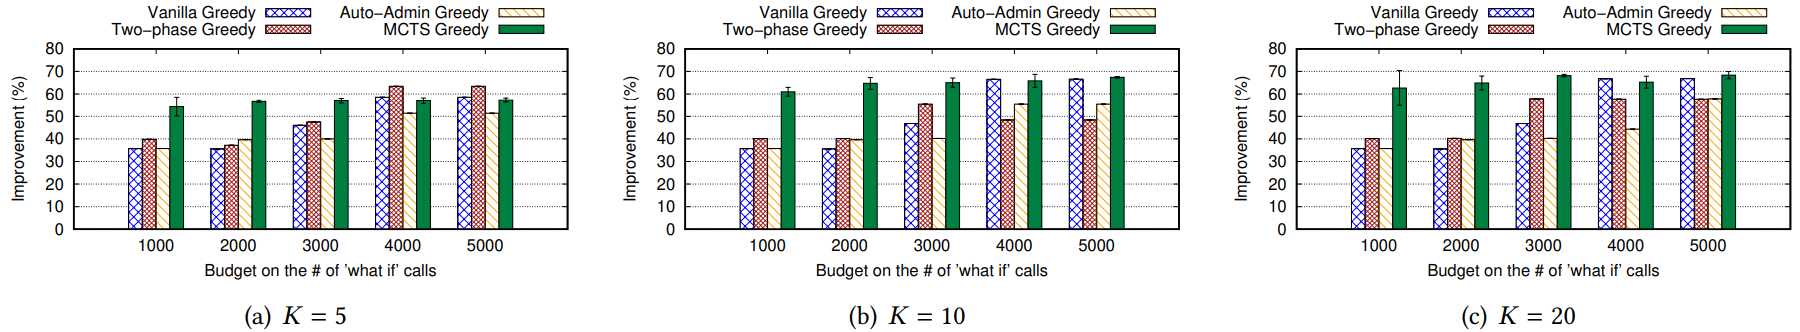 Vanilla Greedy
Auto-Admin Greedy
Two-phase Greedy
MCTS Greedy
Improvement (%)
80
70
60
50
40
30
20
10
0
1000 2000 3000 4000 5000
Budget on the # of 'what if' calls
(a) K = 5
Vanilla Greedy
Auto-Admin Greedy
Two-phase Greedy
MCTS Greedy
Improvement (%)
80
70
60
50
40
30
20
10
0
1000 2000 3000 4000 5000
Budget on the # of 'what if' calls
(b) K = 10
Vanilla Greedy
Auto-Admin Greedy
Two-phase Greedy
MCTS Greedy
Improvement (%)
80
70
60
50
40
30
20
10
0
1000 2000 3000 4000 5000
Budget on the # of 'what if' calls
(c) K = 20